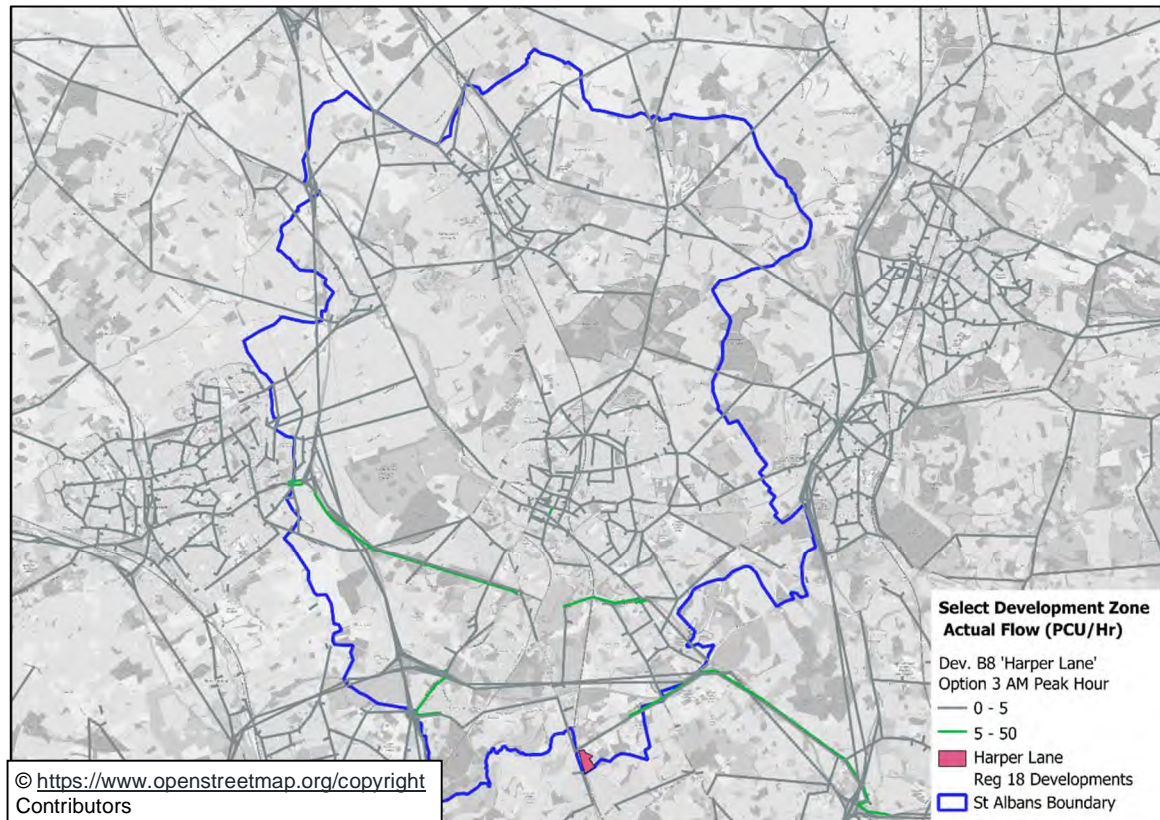 Select Development Zone
Actual Flow (PCU/Hr)
Dev. B8 'Harper Lane'
Option 3 AM Peak Hour
0 - 5
5 - 50
Harper Lane
Reg 18 Developments
St Albans Boundary
© https://www.openstreetmap.org/copyright
Contributors